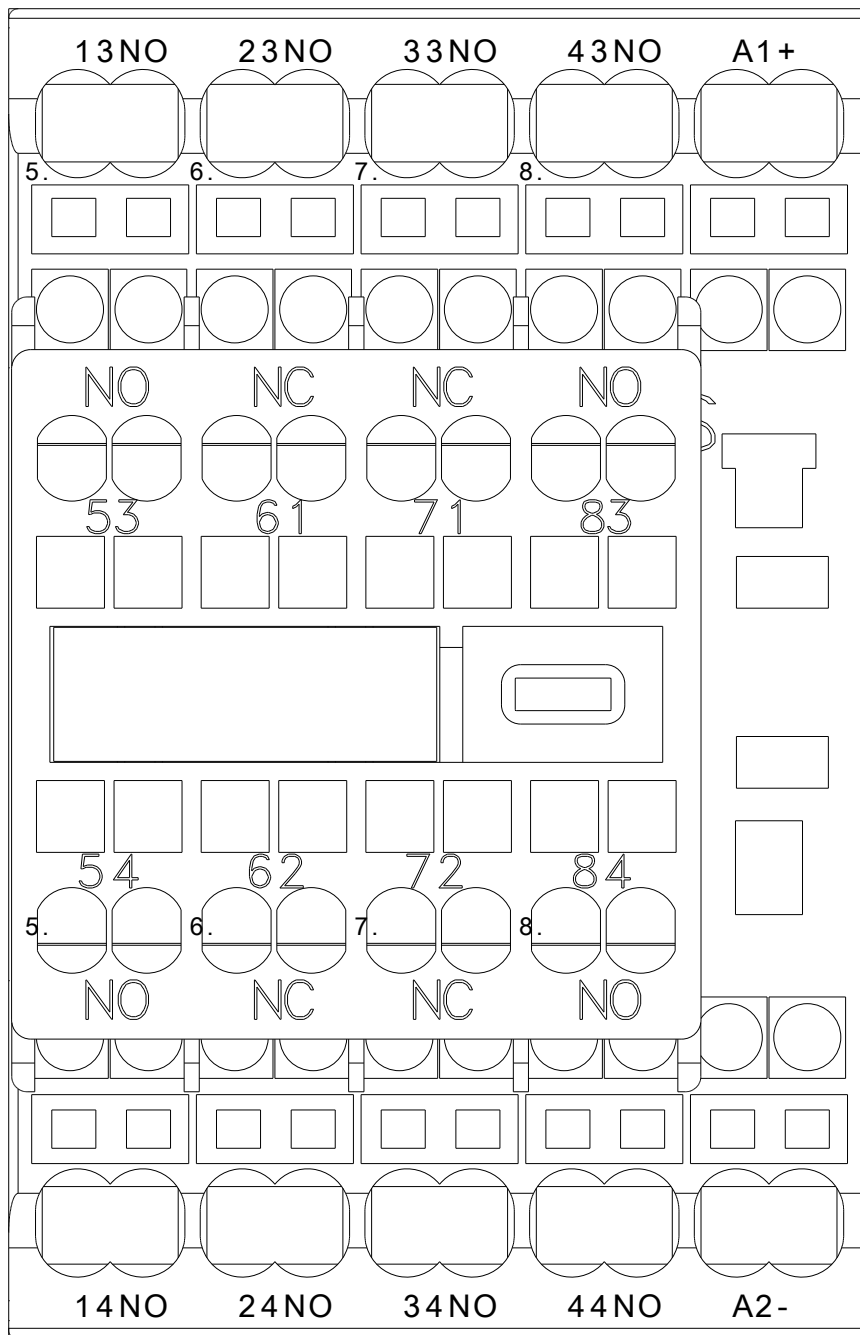 13NO 23NO 33NO 43NO A1+
5. 6. 7. 8.
NO NC NC NO
53 61 71 83
54 62 72 84
5. 6. 7. 8.
NO NC NC NO
14NO 24NO 34NO 44NO A2-